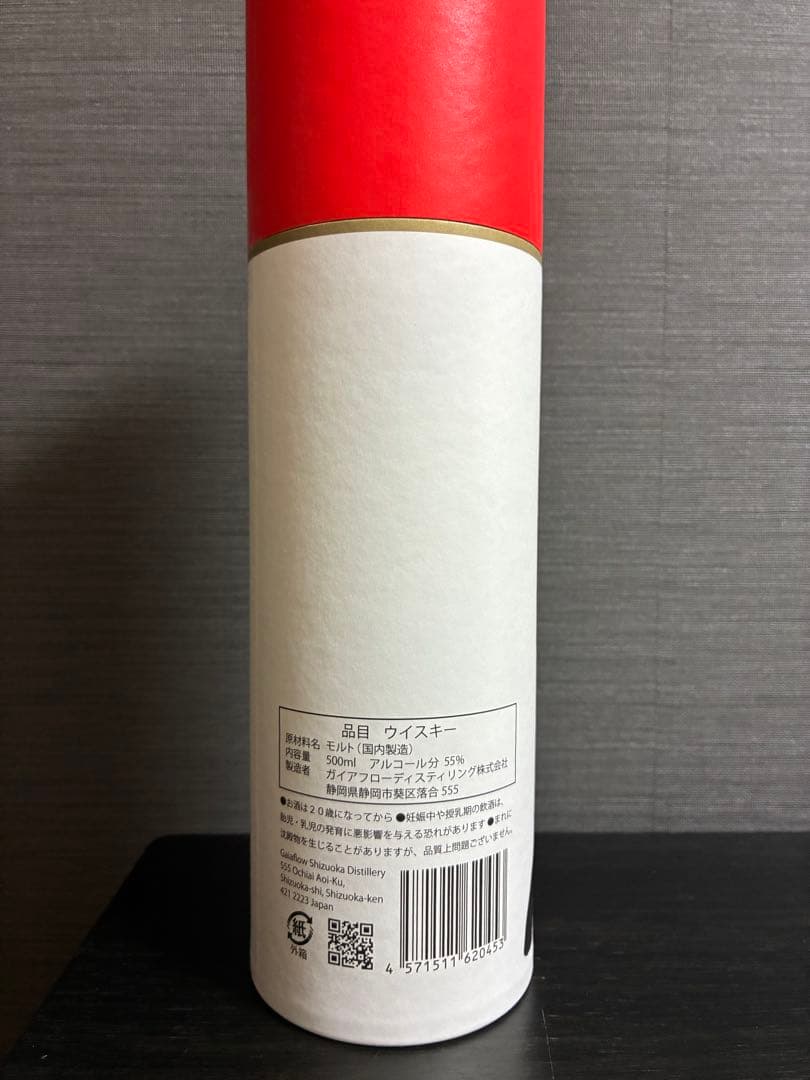 品目 ウイスキー
原材料名 モルト（国内製造）
内容量 500ml アルコール分 55%
製造者 ガイアフローディスティリング株式会社
静岡県静岡市葵区落合 555
●お酒は２０歳になってから ●妊娠中や授乳期の飲酒は、
胎児・乳児の発育に悪影響を与える恐れがあります ●まれに
沈殿物を生じることがありますが、品質上問題ございません。
Gaiaflow Shizuoka Distillery
555 Ochiai Aoi-Ku,
Shizuoka-shi, Shizuoka-ken
421 2223 Japan
紙
外箱
4 571511 620453